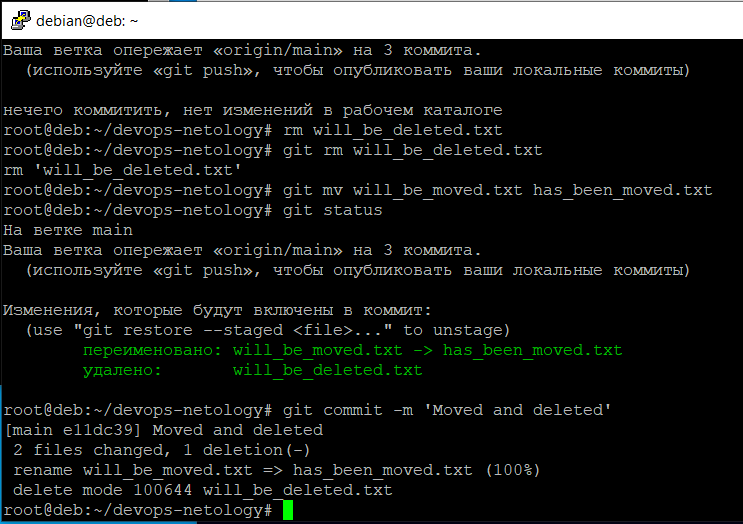 debian@deb: ~
Ваша ветка опережает «origin/main» на 3 коммита.
  (используйте «git push», чтобы опубликовать ваши локальные коммиты)

нечего коммитить, нет изменений в рабочем каталоге
root@deb:~/devops-netology# rm will_be_deleted.txt
root@deb:~/devops-netology# git rm will_be_deleted.txt
rm 'will_be_deleted.txt'
root@deb:~/devops-netology# git mv will_be_moved.txt has_been_moved.txt
root@deb:~/devops-netology# git status
На ветке main
Ваша ветка опережает «origin/main» на 3 коммита.
  (используйте «git push», чтобы опубликовать ваши локальные коммиты)

Изменения, которые будут включены в коммит:
  (use "git restore --staged <file>..." to unstage)
        переименовано: will_be_moved.txt -> has_been_moved.txt
        удалено:       will_be_deleted.txt

root@deb:~/devops-netology# git commit -m 'Moved and deleted'
[main e11dc39] Moved and deleted
 2 files changed, 1 deletion(-)
 rename will_be_moved.txt => has_been_moved.txt (100%)
 delete mode 100644 will_be_deleted.txt
root@deb:~/devops-netology#